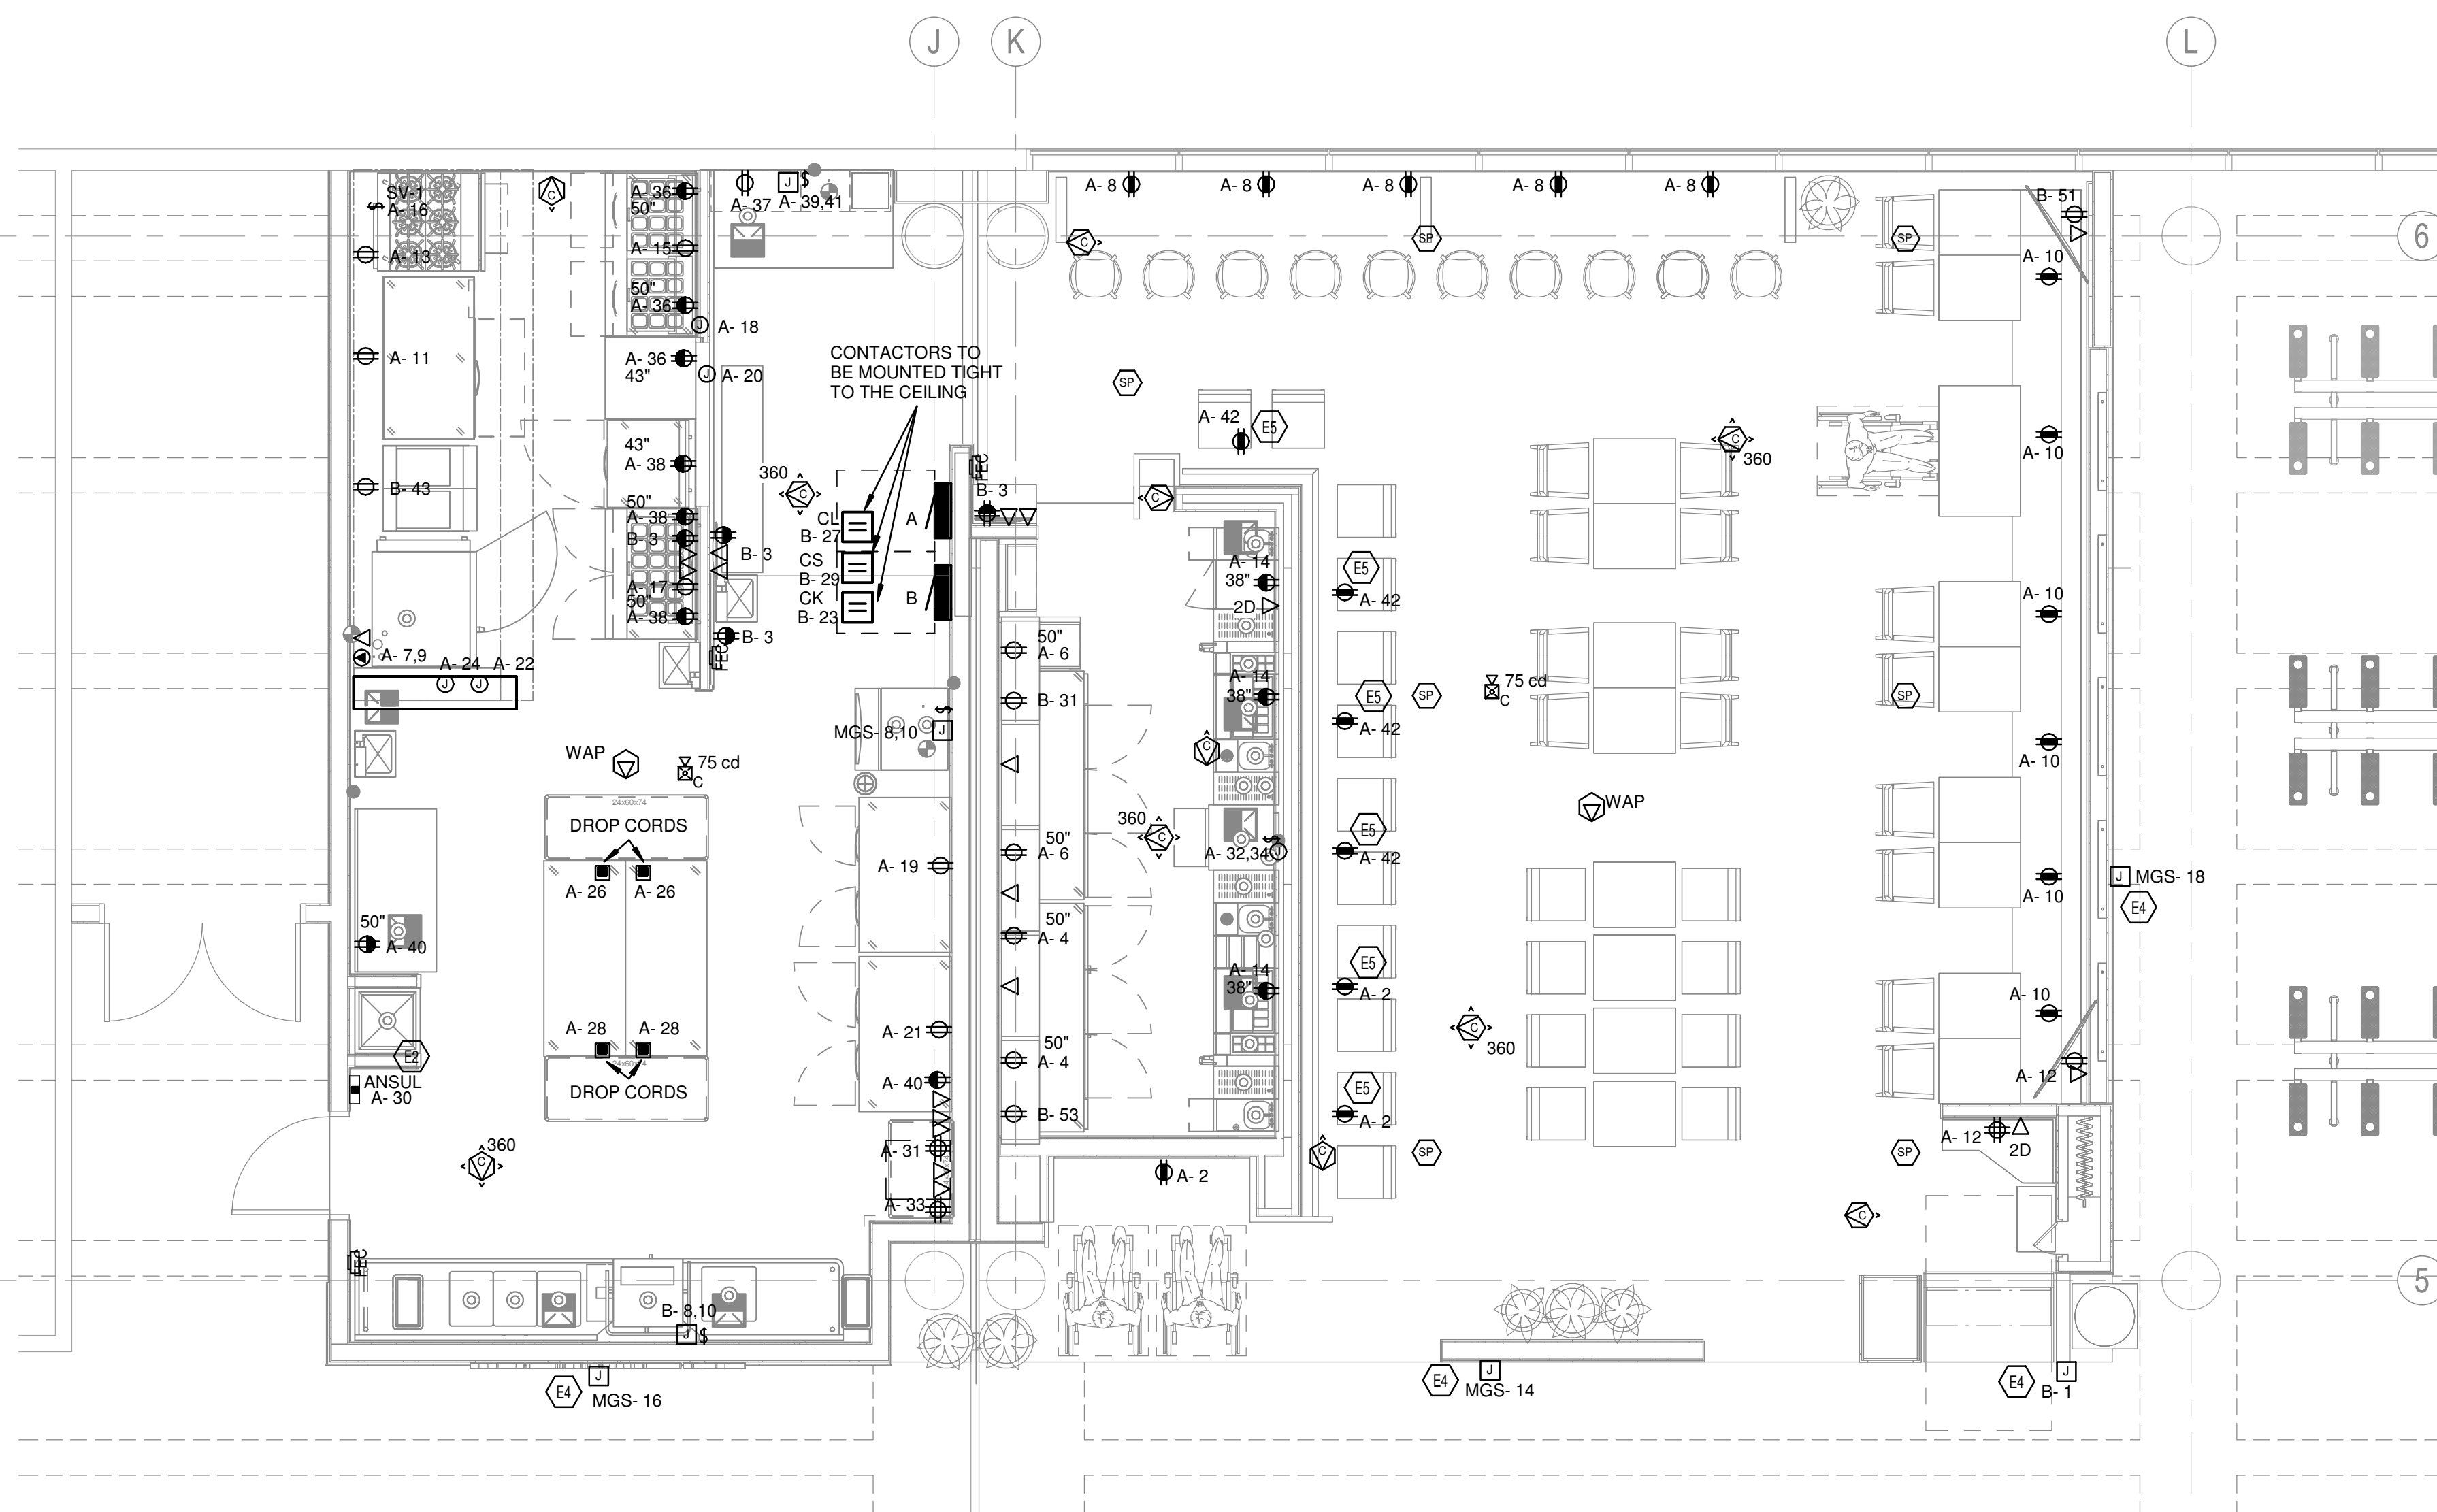 J
K
L
SV-1
A- 16
A- 36
50"
A- 37
J
$
A- 39,41
A- 8
A- 8
A- 8
A- 8
A- 8
B- 51
C
A- 13
A- 15
C
SP
SP
6
50"
A- 36
A- 10
J
A- 18
A- 11
A- 36
43"
J
A- 20
CONTACTORS TO
BE MOUNTED TIGHT
TO THE CEILING
SP
A- 42
E5
C
360
A- 10
43"
A- 38
360
C
FEC
B- 43
50"
A- 38
B- 3
B- 3
CL
B- 27
A
B- 3
C
CS
B- 29
A- 14
38"
E5
A- 42
A- 17
50"
A- 38
CK
B- 23
B
2D
A- 10
B- 3
FEC
50"
A- 6
A- 7,9
A- 24
A- 22
J
J
B- 31
A- 14
38"
E5
A- 42
SP
75 cd
C
SP
MGS- 8,10
J
$
C
A- 10
WAP
75 cd
C
24x60x74
DROP CORDS
WAP
360
C
50"
A- 6
A- 32,34
J
E5
A- 42
A- 19
A- 26
A- 26
A- 10
J
MGS- 18
E4
50"
A- 40
50"
A- 4
A- 14
38"
E5
A- 2
A- 10
A- 28
A- 28
A- 21
50"
A- 4
C
360
E2
24x60x74
ANSUL
A- 30
DROP CORDS
A- 40
B- 53
E5
A- 2
A- 12
360
C
A- 31
A- 33
A- 2
C
SP
SP
A- 12
2D
C
FEC
B- 8,10
J
$
5
E4
J
MGS- 16
E4
J
MGS- 14
E4
J
B- 1